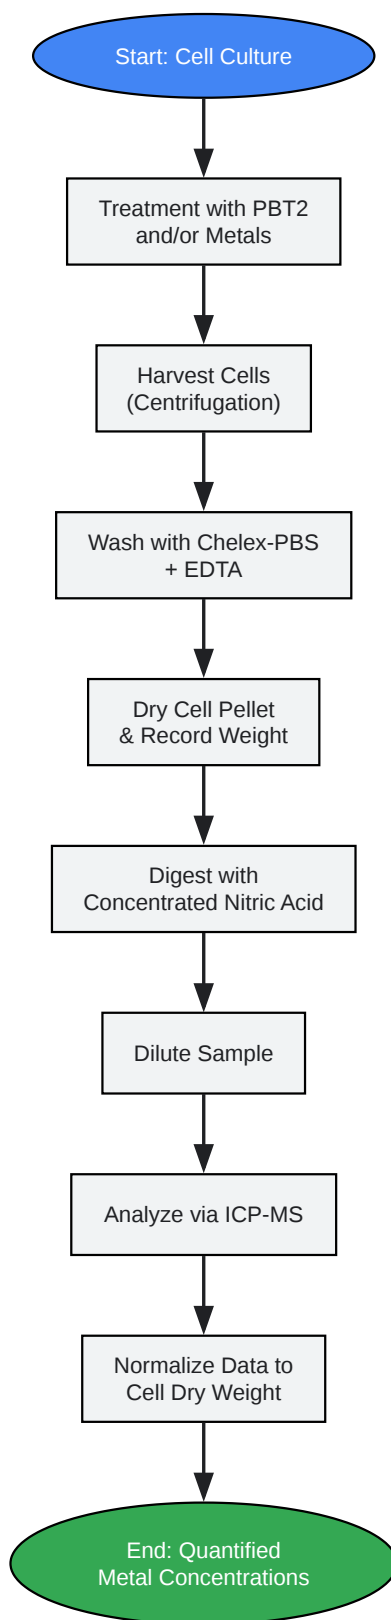 Start: Cell Culture
Treatment with PBT2
and/or Metals
Harvest Cells
(Centrifugation)
Wash with Chelex-PBS
+ EDTA
Dry Cell Pellet
& Record Weight
Digest with
Concentrated Nitric Acid
Dilute Sample
Analyze via ICP-MS
Normalize Data to
Cell Dry Weight
End: Quantified
Metal Concentrations